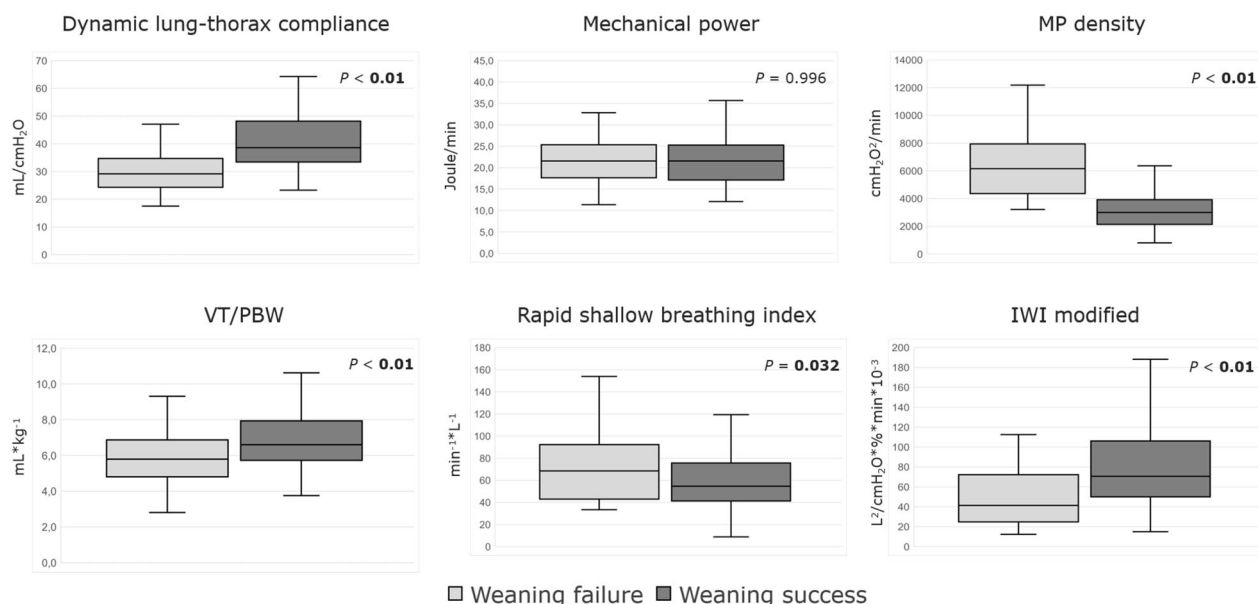 Dynamic lung-thorax compliance
mL/cmH₂O
70
60
50
40
30
20
10
0
P < 0.01
Mechanical power
Joule/min
45,0
40,0
35,0
30,0
25,0
20,0
15,0
10,0
5,0
0,0
P = 0.996
MP density
cmH₂O²/min
14000
12000
10000
8000
6000
4000
2000
0
P < 0.01
VT/PBW
mL*kg⁻¹
12,0
10,0
8,0
6,0
4,0
2,0
0,0
P < 0.01
Rapid shallow breathing index
min⁻¹*L⁻¹
180
160
140
120
100
80
60
40
20
0
P = 0.032
IWI modified
L²/cmH₂O*%*min*10⁻³
200
180
160
140
120
100
80
60
40
20
0
P < 0.01
Weaning failure Weaning success